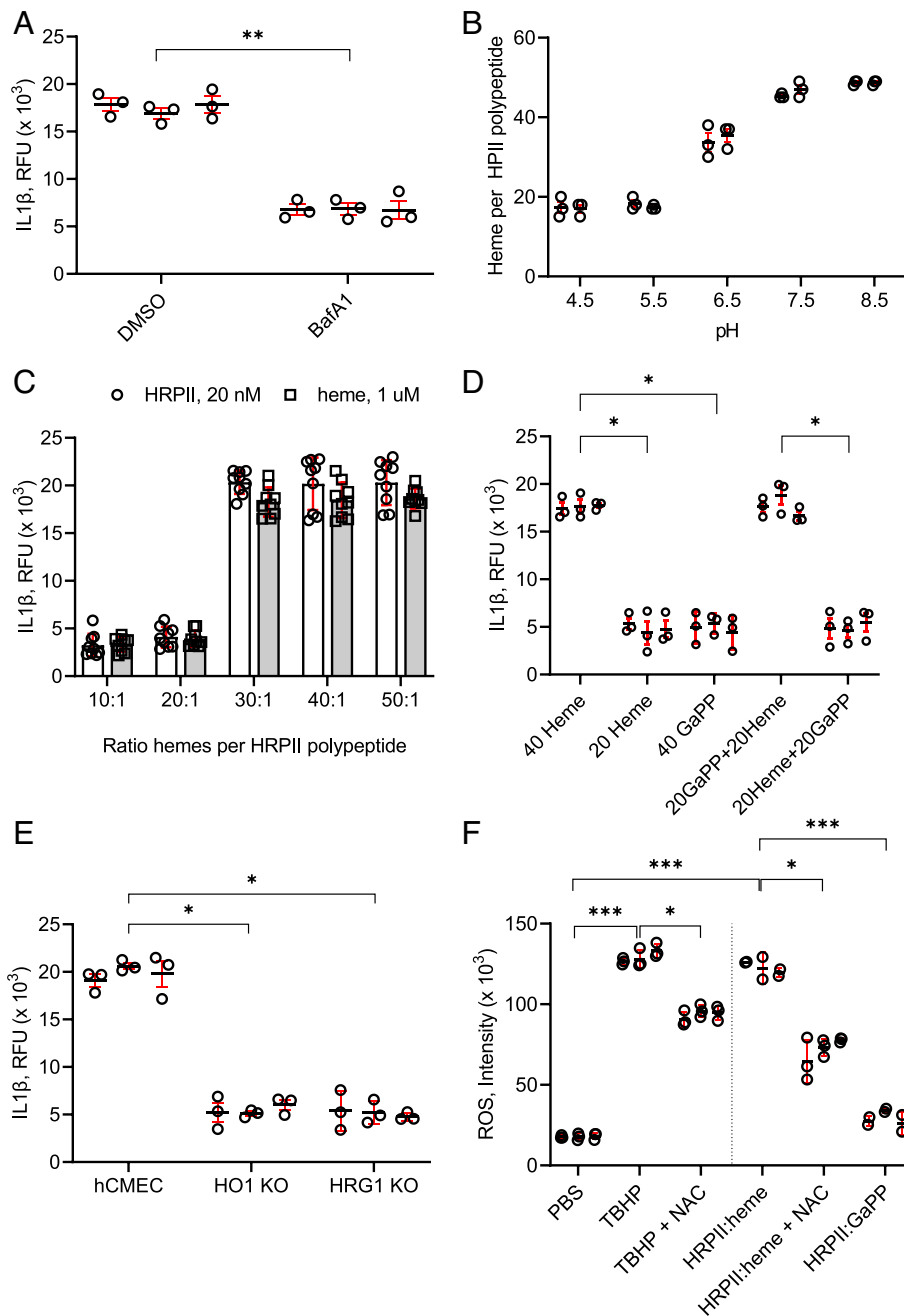 A
**
IL1β, RFU (x 10³)
25
20
15
10
5
0
DMSO
BafA1
B
Heme per HPII polypeptide
60
40
20
0
4.5
5.5
6.5
7.5
8.5
pH
C
HRPII, 20 nM
heme, 1 uM
IL1β, RFU (x 10³)
25
20
15
10
5
0
10:1
20:1
30:1
40:1
50:1
Ratio hemes per HRPII polypeptide
D
*
*
*
IL1β, RFU (x 10³)
25
20
15
10
5
0
40 Heme
20 Heme
40 GaPP
20GaPP+20Heme
20Heme+20GaPP
E
*
*
IL1β, RFU (x 10³)
25
20
15
10
5
0
hCMEC
HO1 KO
HRG1 KO
F
***
***
*
***
*
ROS, Intensity (x 10³)
150
100
50
0
PBS
TBHP
TBHP + NAC
HRPII:heme
HRPII:heme + NAC
HRPII:GaPP